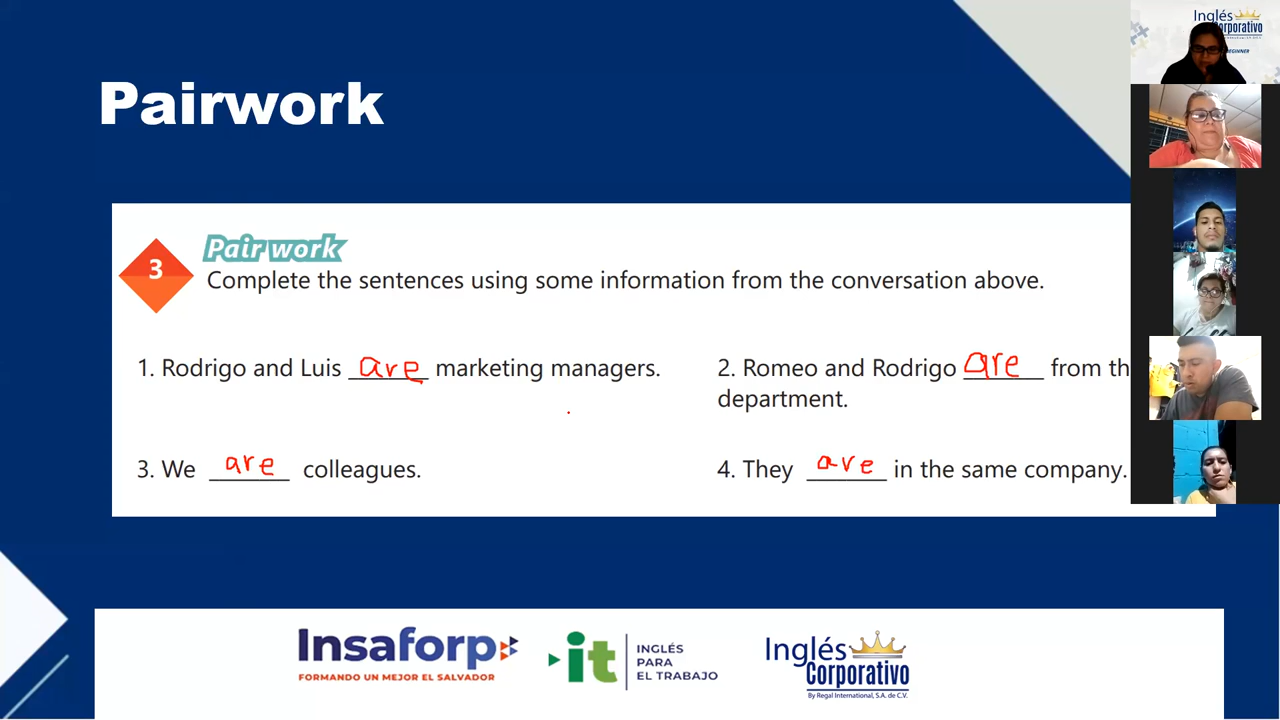 Pairwork
3
Pair work
Complete the sentences using some information from the conversation above.
1. Rodrigo and Luis are marketing managers.
2. Romeo and Rodrigo are from th
department.
3. We are colleagues.
4. They are in the same company.
Insaforp
FORMANDO UN MEJOR EL SALVADOR
it
INGLÉS
PARA
EL TRABAJO
Inglés
Corporativo
By Regal International, S.A. de C.V.
Inglés
Corporativo
BEGINNER